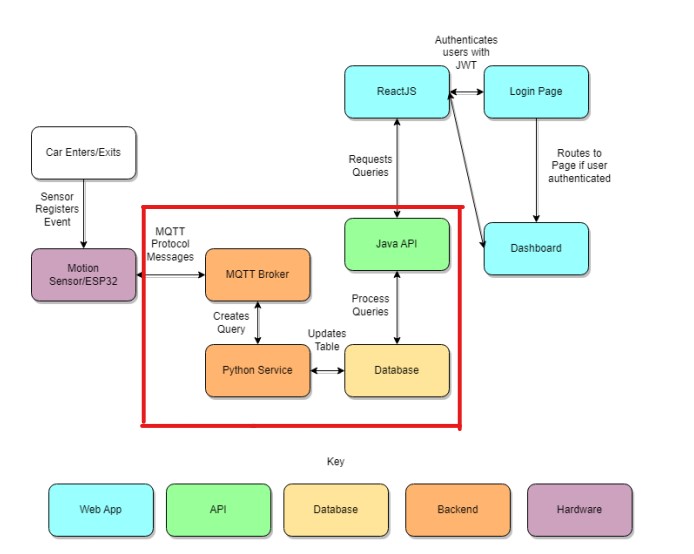 Authenticates
users with
JWT
ReactJS
Login Page
Car Enters/Exits
Requests
Queries
Routes to
Page if user
authenticated
Sensor
Registers
Event
MQTT
Protocol
Messages
Java API
Dashboard
Motion
Sensor/ESP32
MQTT Broker
Process
Queries
Creates
Query
Updates
Table
Python Service
Database
Key
Web App
API
Database
Backend
Hardware